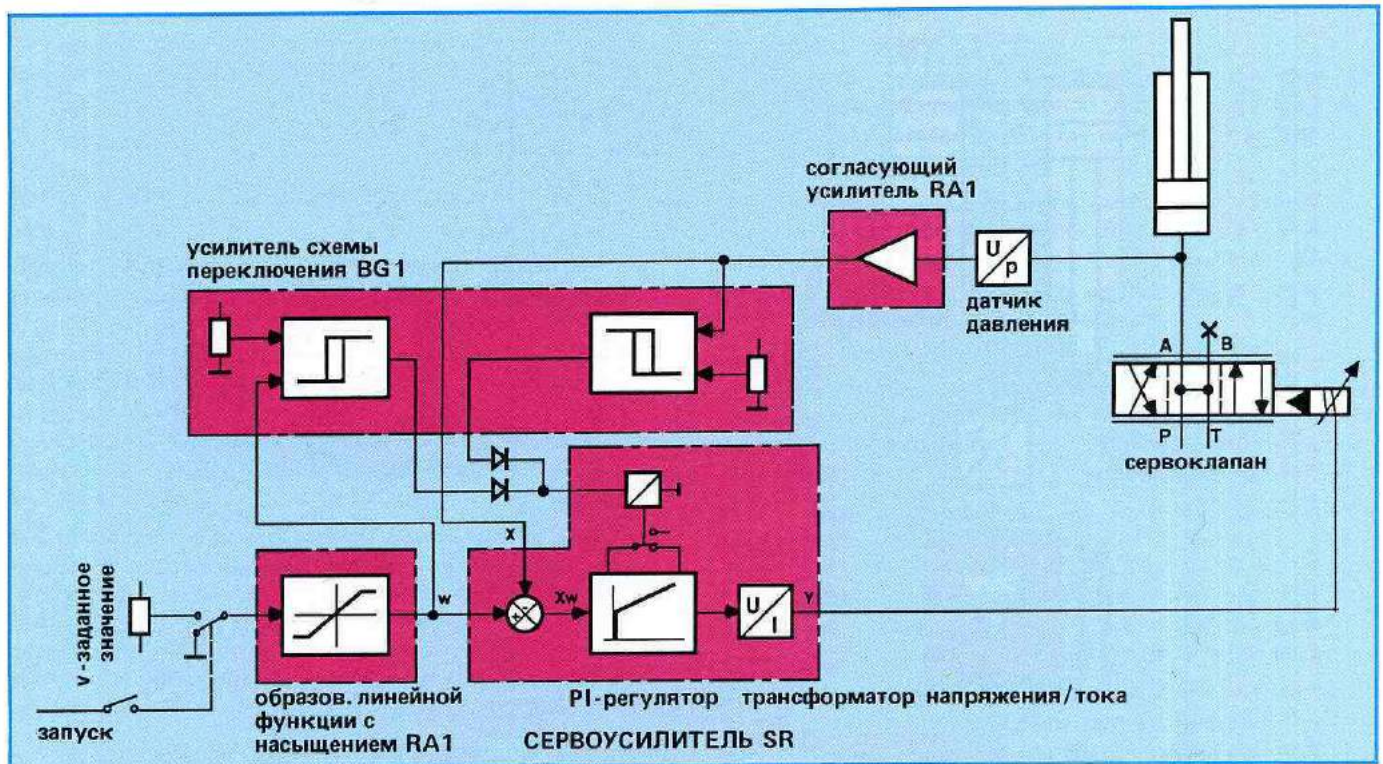 согласующий
усилитель RA1
усилитель схемы
переключения BG1
U
p
датчик
давления
A
B
P
T
сервоклапан
X
v-заданное
значение
w
Xw
U
I
Y
запуск
образов. линейной
функции с
насыщением RA1
PI-регулятор
трансформатор напряжения/тока
СЕРВОУСИЛИТЕЛЬ SR